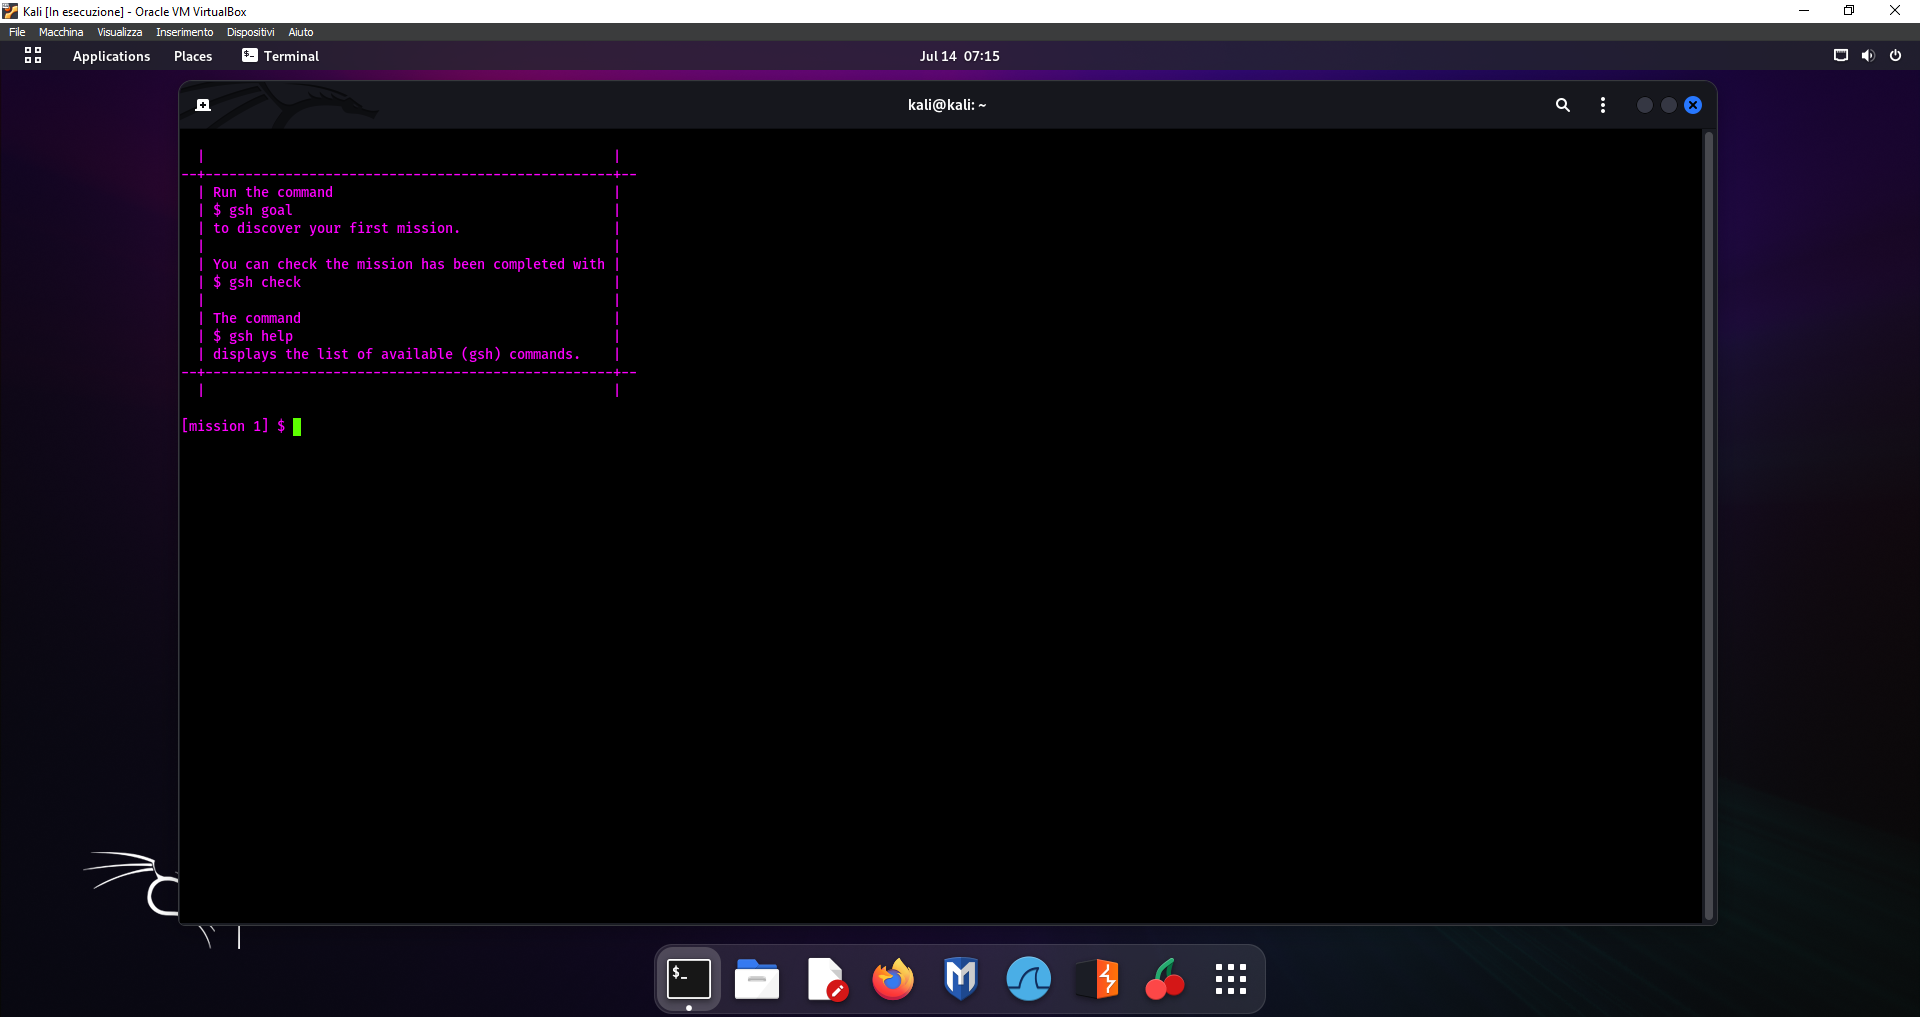 Kali [In esecuzione] - Oracle VM VirtualBox
File Macchina Visualizza Inserimento Dispositivi Aiuto
Applications Places Terminal Jul 14 07:15
kali@kali: ~
Run the command
$ gsh goal
to discover your first mission.
You can check the mission has been completed with
$ gsh check
The command
$ gsh help
displays the list of available (gsh) commands.
[mission 1] $
$_